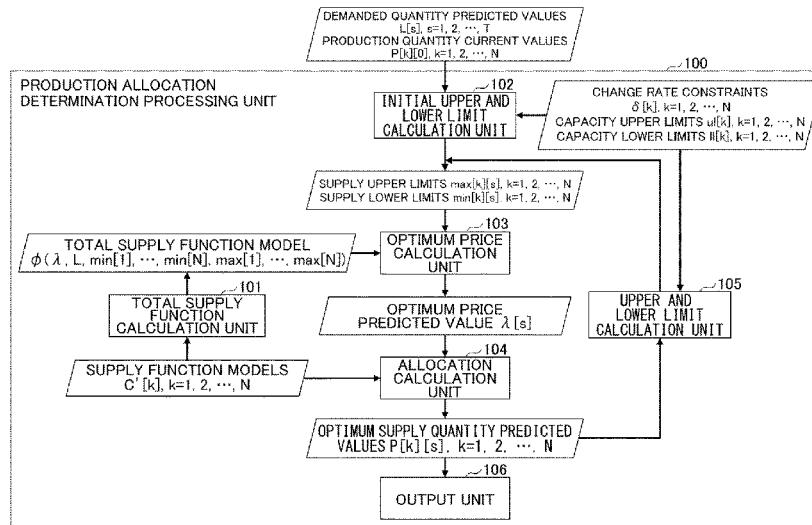 DEMANDED QUANTITY PREDICTED VALUES
L[s], s=1, 2, ···, T
PRODUCTION QUANTITY CURRENT VALUES
P[k][0], k=1, 2, ···, N
100
PRODUCTION ALLOCATION
DETERMINATION PROCESSING UNIT
102
INITIAL UPPER AND
LOWER LIMIT
CALCULATION UNIT
CHANGE RATE CONSTRAINTS
δ[k], k=1, 2, ···, N
CAPACITY UPPER LIMITS ul[k], k=1, 2, ···, N
CAPACITY LOWER LIMITS ll[k], k=1, 2, ···, N
SUPPLY UPPER LIMITS max[k][s], k=1, 2, ···, N
SUPPLY LOWER LIMITS min[k][s], k=1, 2, ···, N
103
TOTAL SUPPLY FUNCTION MODEL
φ(λ, L, min[1], ···, min[N], max[1], ···, max[N])
OPTIMUM PRICE
CALCULATION
UNIT
101
TOTAL SUPPLY
FUNCTION
CALCULATION UNIT
105
UPPER AND
LOWER LIMIT
CALCULATION UNIT
OPTIMUM PRICE
PREDICTED VALUE λ[s]
104
SUPPLY FUNCTION MODELS
C'[k], k=1, 2, ···, N
ALLOCATION
CALCULATION
UNIT
OPTIMUM SUPPLY QUANTITY PREDICTED
VALUES P[k][s], k=1, 2, ···, N
106
OUTPUT UNIT